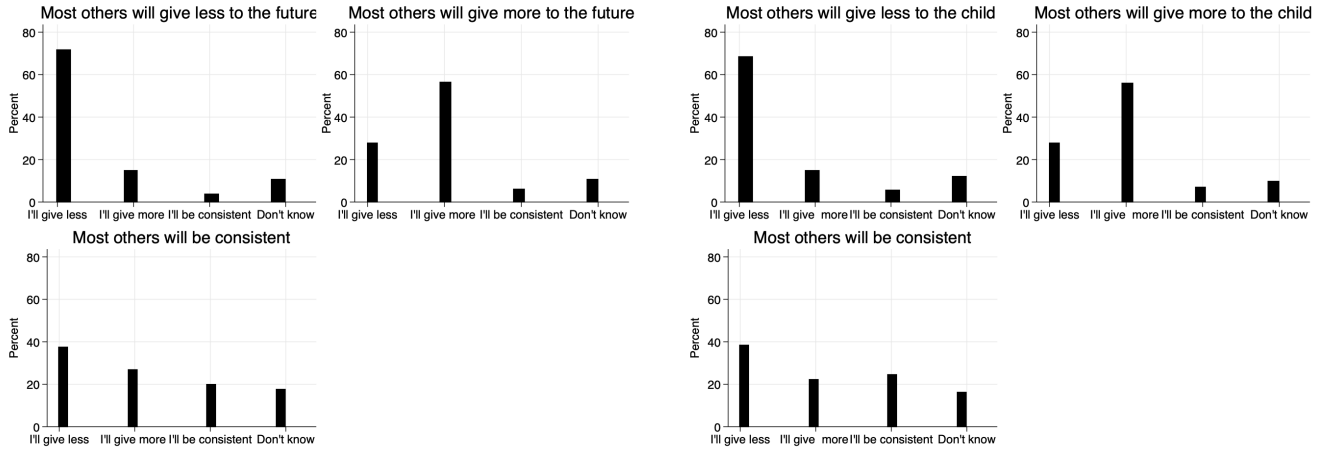 Most others will give less to the future
80
60
40
20
0
Percent
I'll give less I'll give more I'll be consistent Don't know
Most others will give more to the future
80
60
40
20
0
Percent
I'll give less I'll give more I'll be consistent Don't know
Most others will give less to the child
80
60
40
20
0
Percent
I'll give less I'll give more I'll be consistent Don't know
Most others will give more to the child
80
60
40
20
0
Percent
I'll give less I'll give more I'll be consistent Don't know
Most others will be consistent
80
60
40
20
0
Percent
I'll give less I'll give more I'll be consistent Don't know
Most others will be consistent
80
60
40
20
0
Percent
I'll give less I'll give more I'll be consistent Don't know